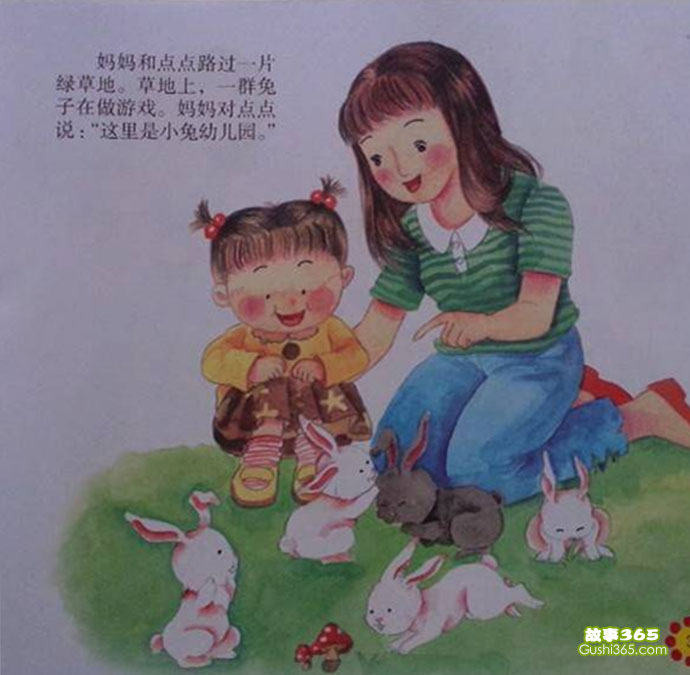 妈妈和点点路过一片
绿草地。草地上，一群兔
子在做游戏。妈妈对点点
说：“这里是小兔幼儿园。”
故事365
Gushi365.com